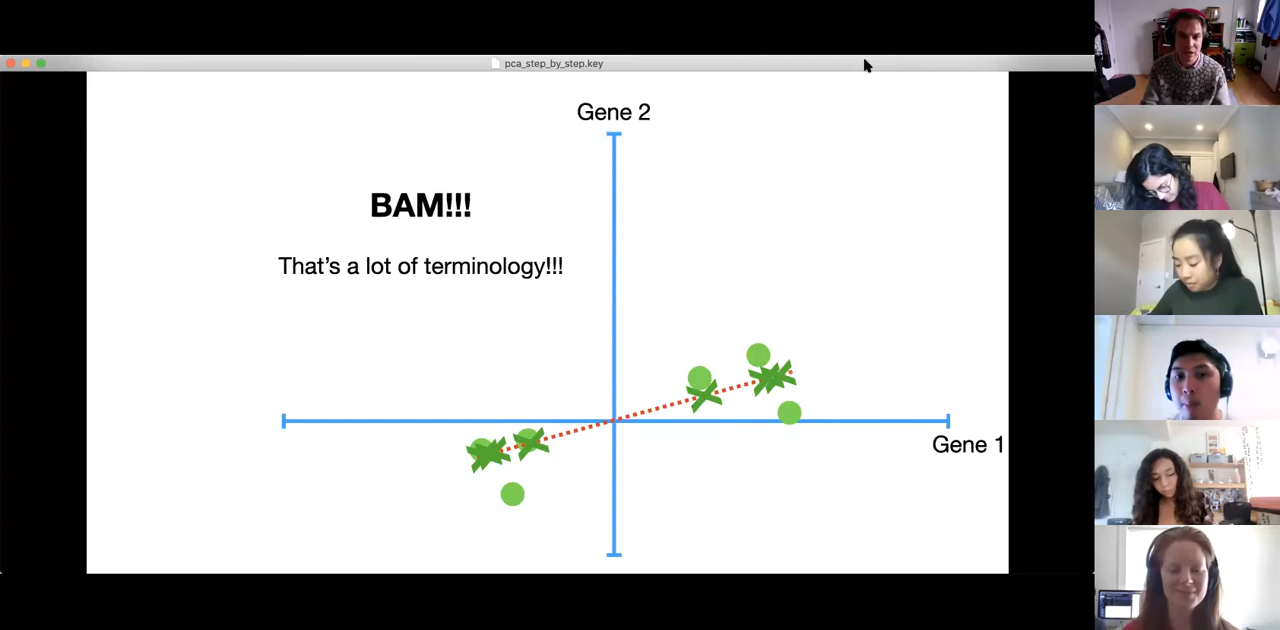 pca_step_by_step.key
Gene 2
BAM!!!
That’s a lot of terminology!!!
Gene 1